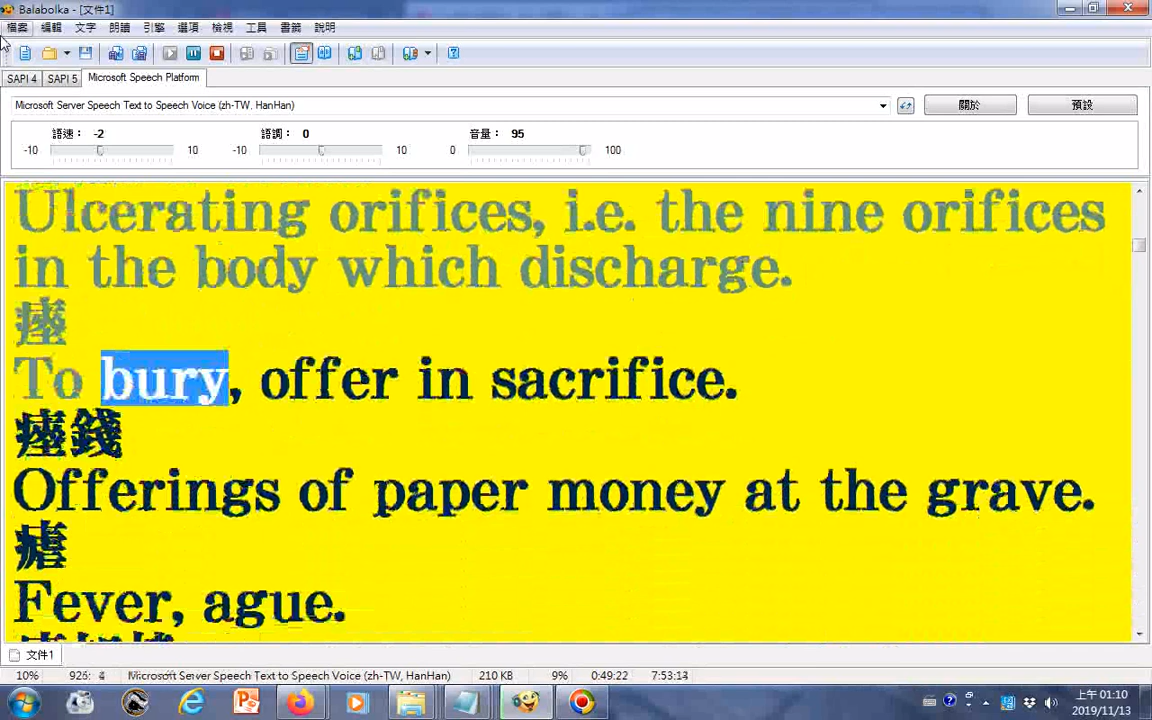 Balabolka - [文件1]
檔案 編輯 文字 朗讀 引擎 選項 檢視 工具 書籤 說明
SAPI 4 SAPI 5 Microsoft Speech Platform
Microsoft Server Speech Text to Speech Voice (zh-TW, HanHan) 關於 預設
語速： -2 語調： 0 音量： 95
-10 10 -10 10 0 100
Ulcerating orifices, i.e. the nine orifices
in the body which discharge.
瘞
To bury, offer in sacrifice.
瘞錢
Offerings of paper money at the grave.
瘧
Fever, ague.
文件1
10% 926: 4 Microsoft Server Speech Text to Speech Voice (zh-TW, HanHan) 210 KB 9% 0:49:22 7:53:13
上午 01:10
2019/11/13